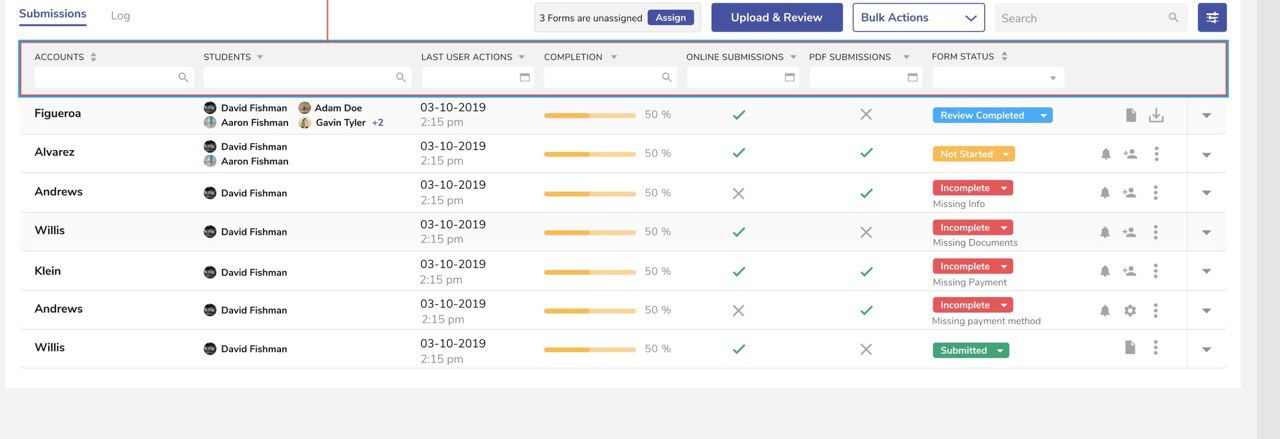 Submissions Log 3 Forms are unassigned Assign Upload & Review Bulk Actions Search
ACCOUNTS STUDENTS LAST USER ACTIONS COMPLETION ONLINE SUBMISSIONS PDF SUBMISSIONS FORM STATUS
Figueroa David Fishman Adam Doe 03-10-2019 50 % Review Completed
Aaron Fishman Gavin Tyler +2 2:15 pm
Alvarez David Fishman 03-10-2019 50 % Not Started
Aaron Fishman 2:15 pm
Andrews David Fishman 03-10-2019 50 % Incomplete
2:15 pm Missing Info
Willis David Fishman 03-10-2019 50 % Incomplete
2:15 pm Missing Documents
Klein David Fishman 03-10-2019 50 % Incomplete
2:15 pm Missing Payment
Andrews David Fishman 03-10-2019 50 % Incomplete
2:15 pm Missing payment method
Willis David Fishman 03-10-2019 50 % Submitted
2:15 pm